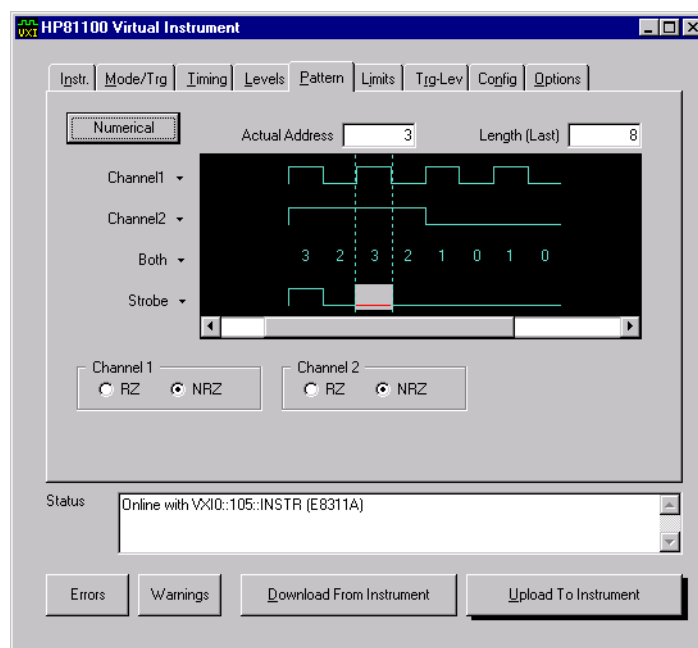 VXI HP81100 Virtual Instrument
Instr. Mode/Trg Timing Levels Pattern Limits Trg-Lev Config Options
Numerical Actual Address 3 Length (Last) 8
Channel1
Channel2
Both 3 2 3 2 1 0 1 0
Strobe
Channel 1 Channel 2
RZ NRZ RZ NRZ
Status Online with VXI0::105::INSTR (E8311A)
Errors Warnings Download From Instrument Upload To Instrument